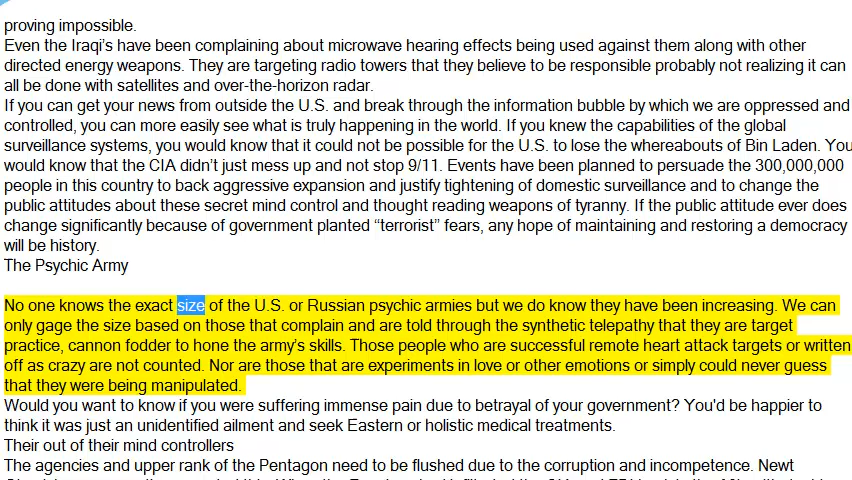 proving impossible.
Even the Iraqi's have been complaining about microwave hearing effects being used against them along with other
directed energy weapons. They are targeting radio towers that they believe to be responsible probably not realizing it can
all be done with satellites and over-the-horizon radar.
If you can get your news from outside the U.S. and break through the information bubble by which we are oppressed and
controlled, you can more easily see what is truly happening in the world. If you knew the capabilities of the global
surveillance systems, you would know that it could not be possible for the U.S. to lose the whereabouts of Bin Laden. You
would know that the CIA didn't just mess up and not stop 9/11. Events have been planned to persuade the 300,000,000
people in this country to back aggressive expansion and justify tightening of domestic surveillance and to change the
public attitudes about these secret mind control and thought reading weapons of tyranny. If the public attitude ever does
change significantly because of government planted “terrorist” fears, any hope of maintaining and restoring a democracy
will be history.
The Psychic Army
No one knows the exact size of the U.S. or Russian psychic armies but we do know they have been increasing. We can
only gage the size based on those that complain and are told through the synthetic telepathy that they are target
practice, cannon fodder to hone the army's skills. Those people who are successful remote heart attack targets or written
off as crazy are not counted. Nor are those that are experiments in love or other emotions or simply could never guess
that they were being manipulated.
Would you want to know if you were suffering immense pain due to betrayal of your government? You'd be happier to
think it was just an unidentified ailment and seek Eastern or holistic medical treatments.
Their out of their mind controllers
The agencies and upper rank of the Pentagon need to be flushed due to the corruption and incompetence. Newt